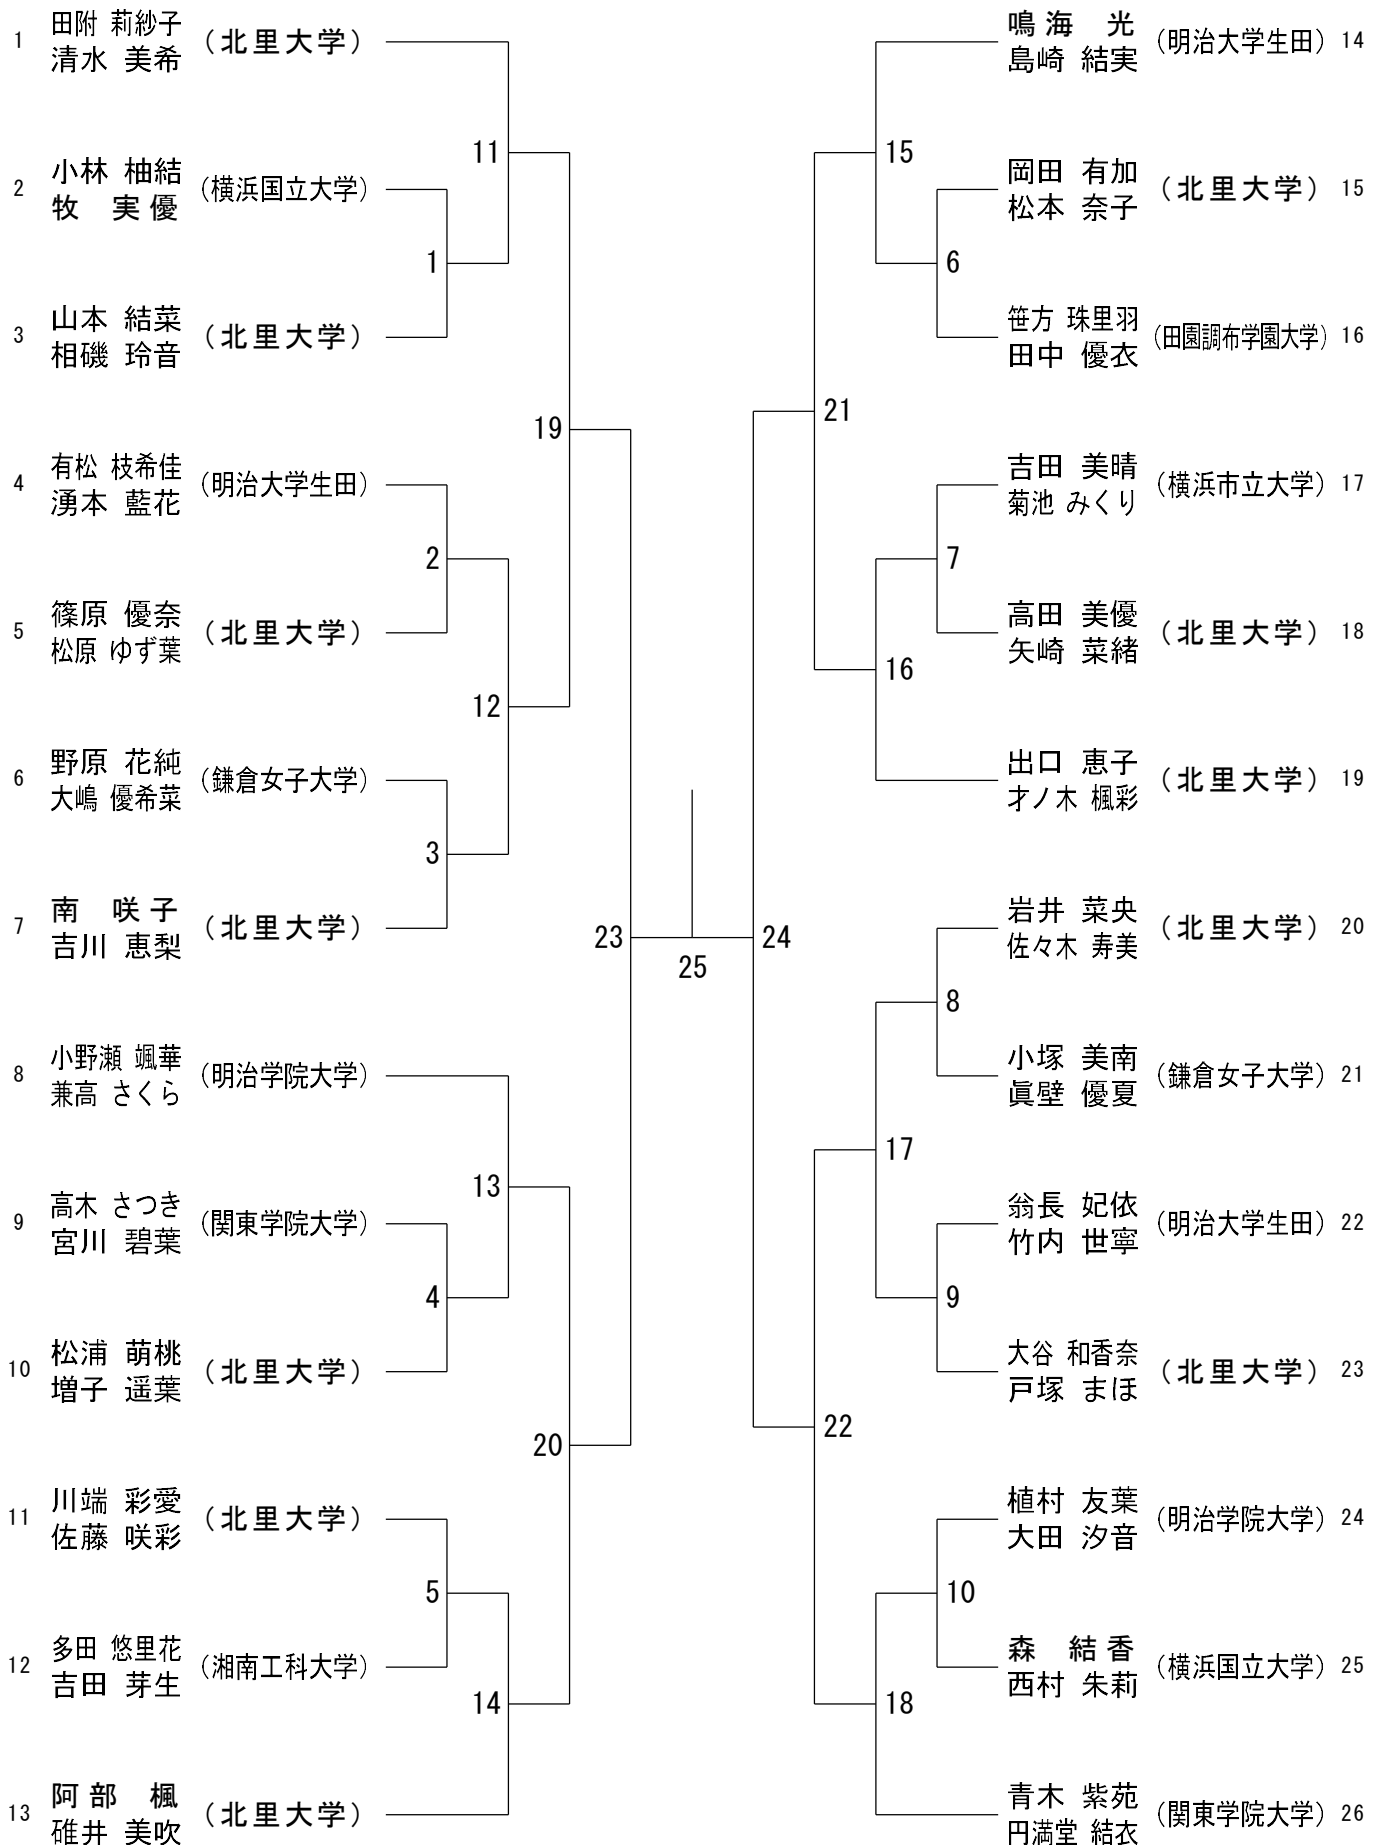 1 田附 莉紗子 (北里大学)
清水 美希
11
2 小林 柚結 (横浜国立大学)
牧 実優
1
3 山本 結菜 (北里大学)
相磯 玲音
19
4 有松 枝希佳 (明治大学生田)
湧本 藍花
2
5 篠原 優奈 (北里大学)
松原 ゆず葉
12
6 野原 花純 (鎌倉女子大学)
大嶋 優希菜
3
7 南 咲子 (北里大学)
吉川 恵梨
23
25
8 小野瀬 颯華 (明治学院大学)
兼高 さくら
13
9 高木 さつき (関東学院大学)
宮川 碧葉
4
10 松浦 萌桃 (北里大学)
増子 遥葉
20
11 川端 彩愛 (北里大学)
佐藤 咲彩
5
12 多田 悠里花 (湘南工科大学)
吉田 芽生
14
13 阿部 楓 (北里大学)
碓井 美吹
鳴海 光 (明治大学生田) 14
島崎 結実
15
岡田 有加 (北里大学) 15
松本 奈子
6
笹方 珠里羽 (田園調布学園大学) 16
田中 優衣
21
吉田 美晴 (横浜市立大学) 17
菊池 みくり
7
高田 美優 (北里大学) 18
矢崎 菜緒
16
出口 恵子 (北里大学) 19
才ノ木 楓彩
岩井 菜央 (北里大学) 20
佐々木 寿美
24
8
小塚 美南 (鎌倉女子大学) 21
眞壁 優夏
17
翁長 妃依 (明治大学生田) 22
竹内 世寧
9
大谷 和香奈 (北里大学) 23
戸塚 まほ
22
植村 友葉 (明治学院大学) 24
大田 汐音
10
森 結香 (横浜国立大学) 25
西村 朱莉
18
青木 紫苑 (関東学院大学) 26
円満堂 結衣